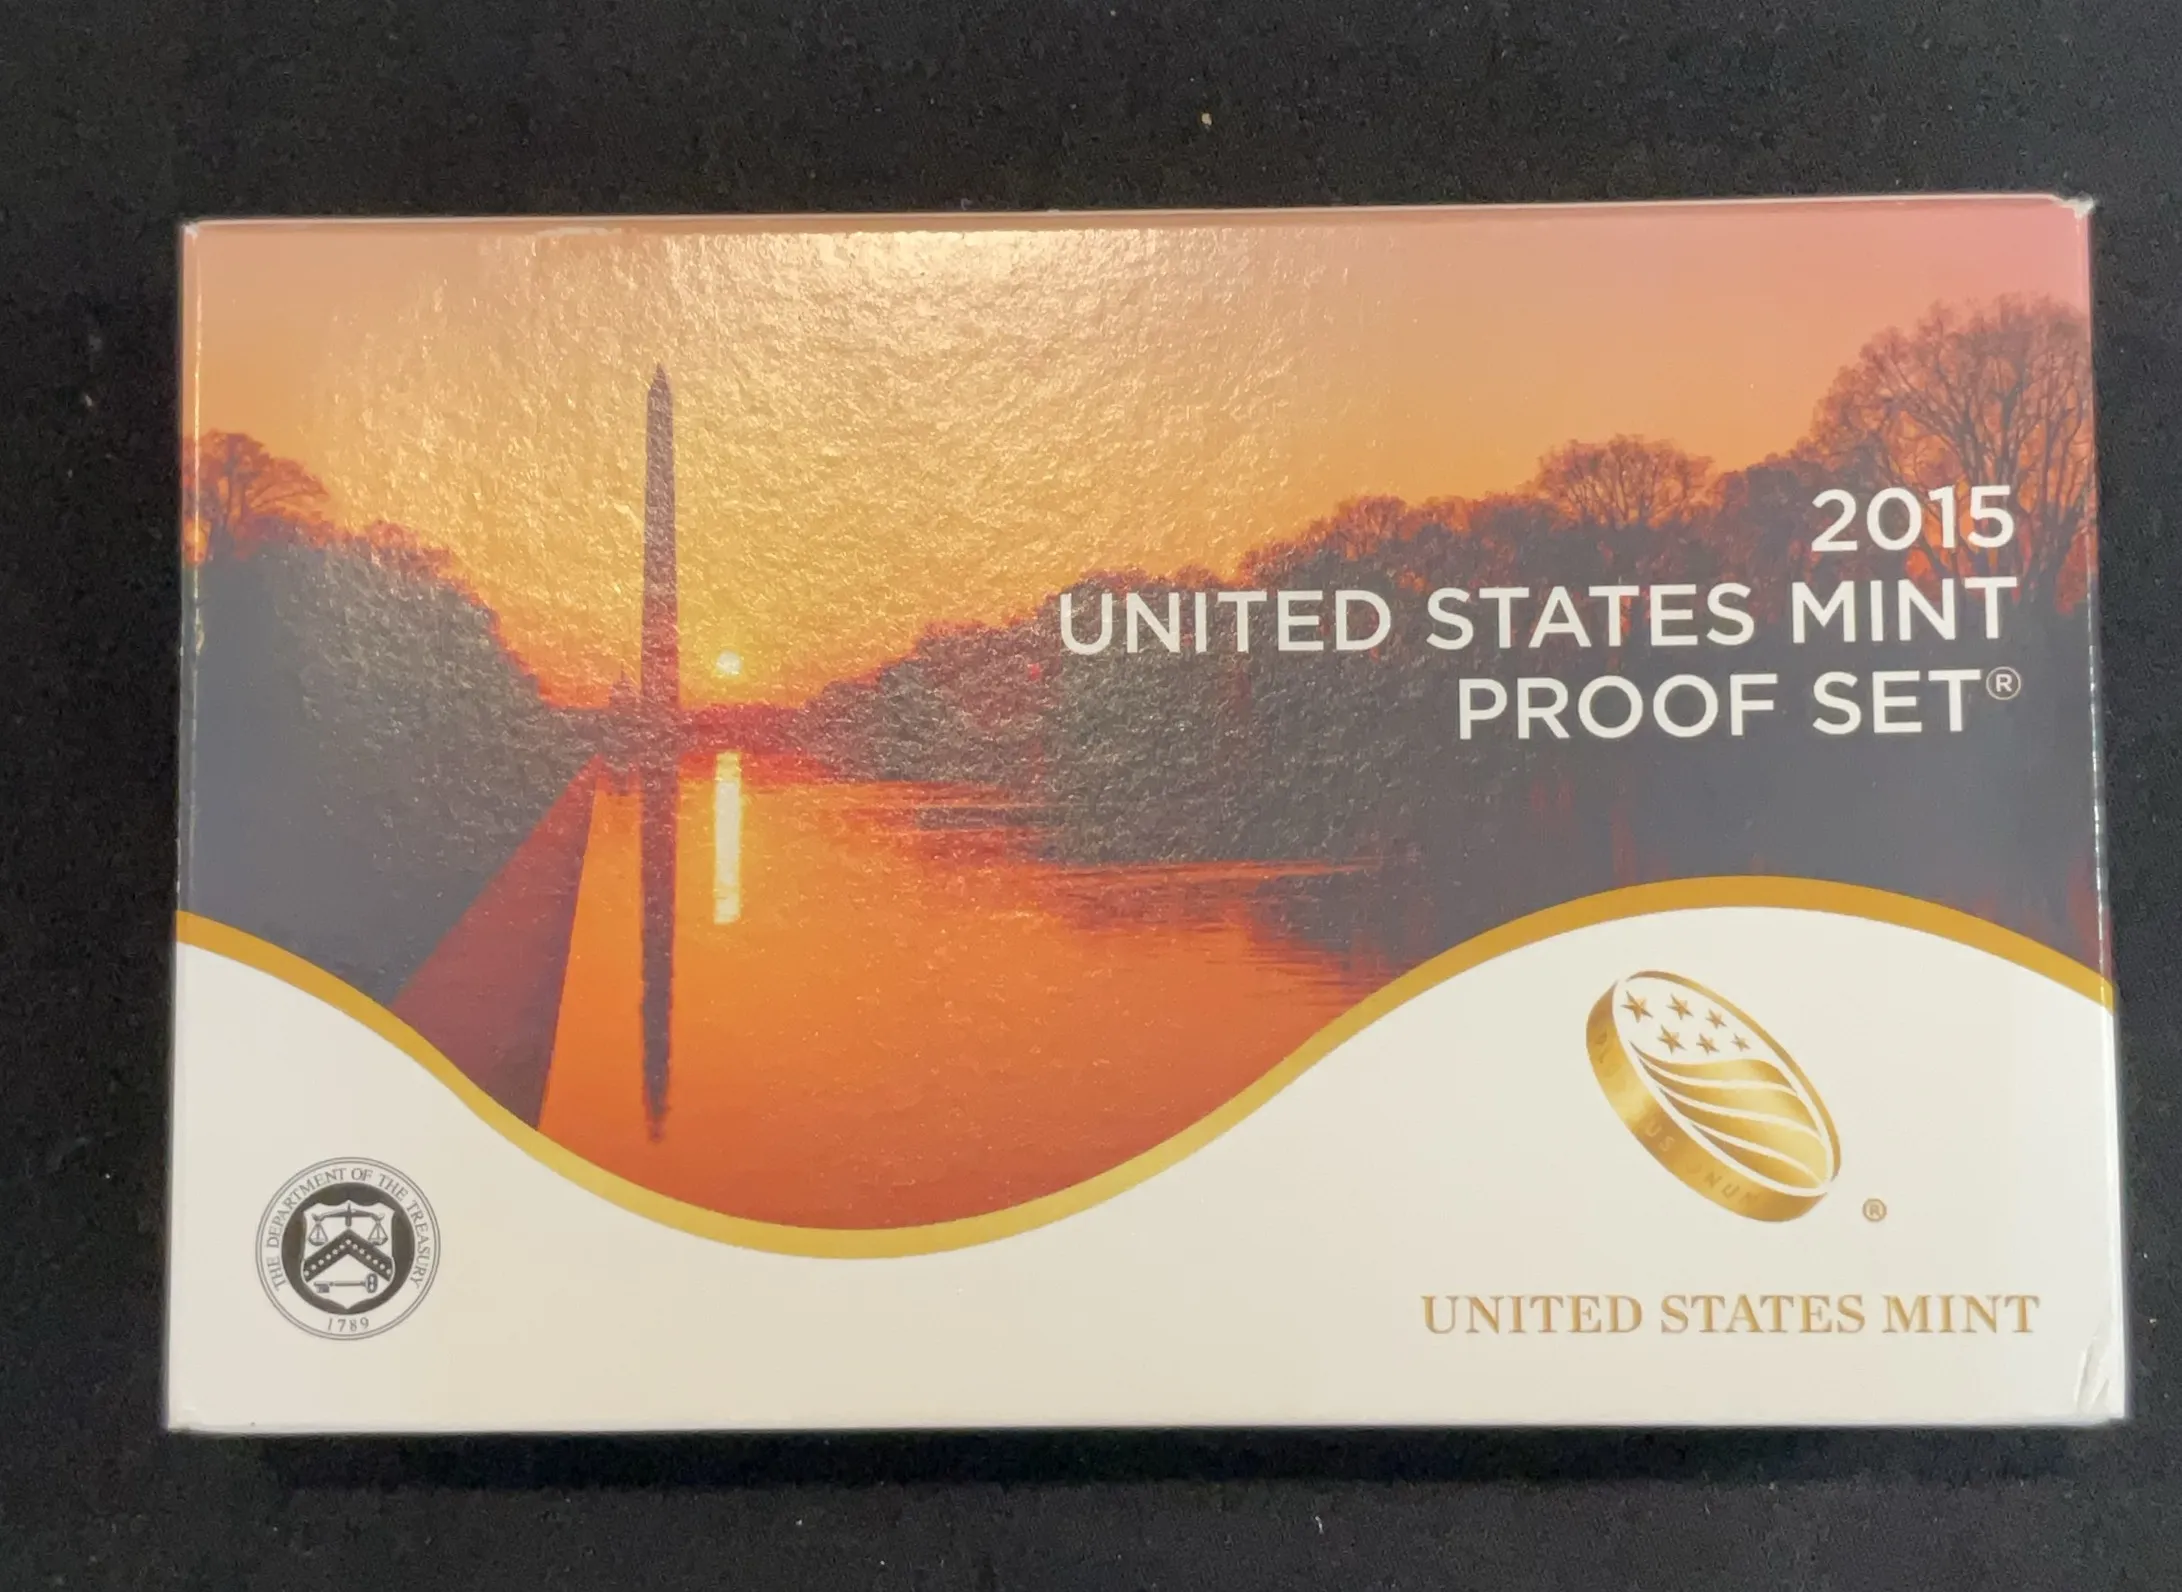 2015
UNITED STATES MINT
PROOF SET®
THE DEPARTMENT OF THE TREASURY
1789
®
UNITED STATES MINT